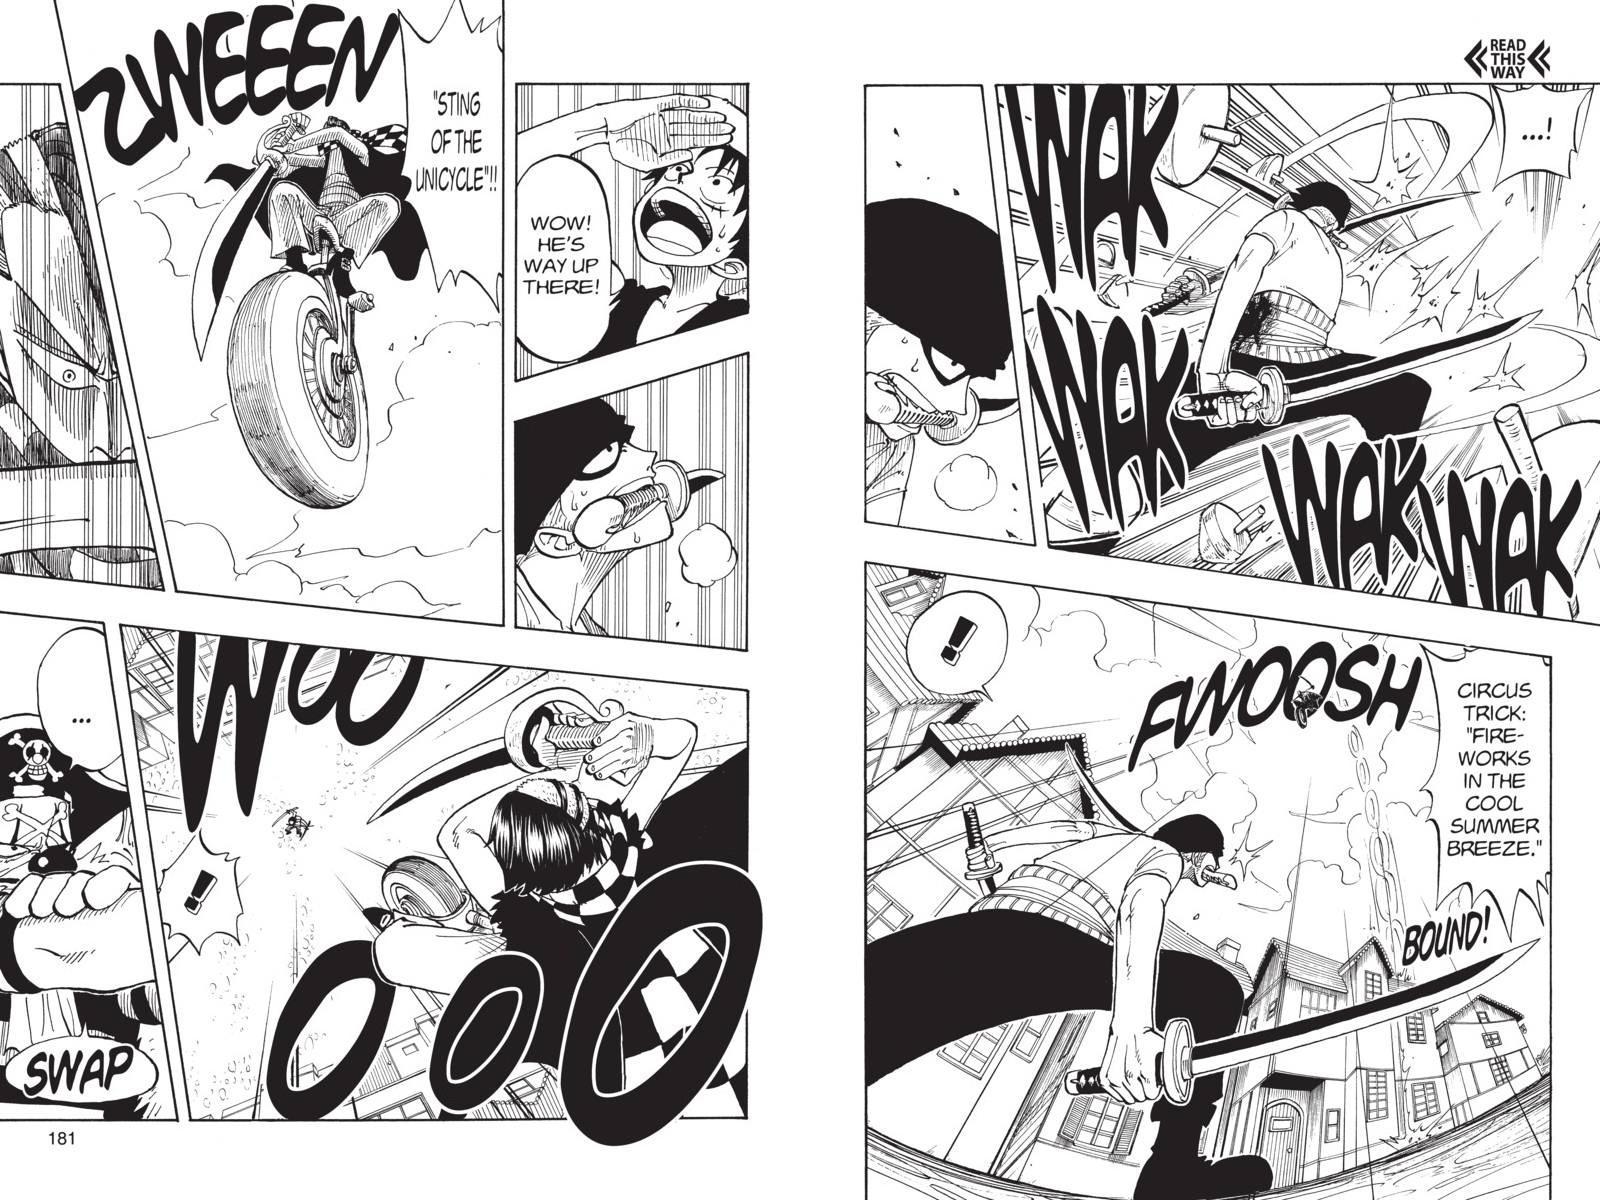 READ
THIS
WAY
...!
WAK
WAK
WAK
WAK
FWOOSH
CIRCUS
TRICK:
"FIRE-
WORKS
IN THE
COOL
SUMMER
BREEZE."
!!
BOUND!
WOW!
HE'S
WAY UP
THERE!
"STING
OF THE
UNICYCLE"!!
ZWEEEN
WOO
OOO
!!
...
SWAP
181